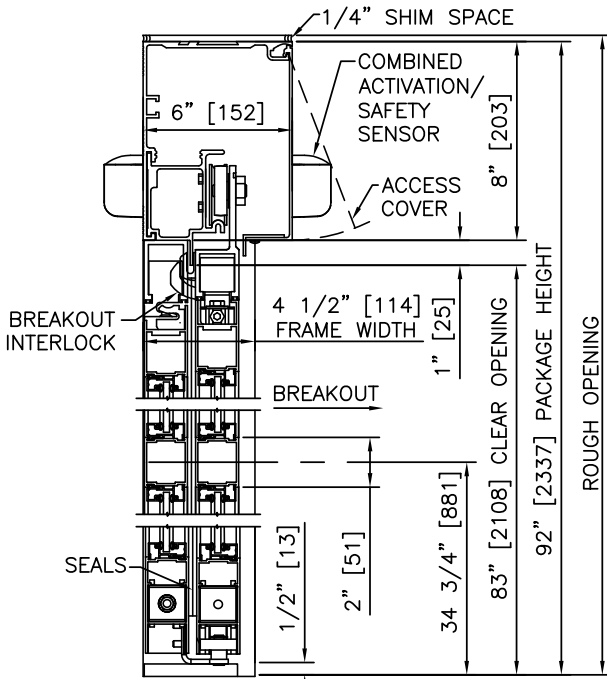 1/4" SHIM SPACE
COMBINED
ACTIVATION/
SAFETY
SENSOR
6" [152]
8" [203]
ACCESS
COVER
BREAKOUT
INTERLOCK
4 1/2" [114]
FRAME WIDTH
1" [25]
BREAKOUT
83" [2108] CLEAR OPENING
92" [2337] PACKAGE HEIGHT
ROUGH OPENING
SEALS
1/2" [13]
2" [51]
34 3/4" [881]